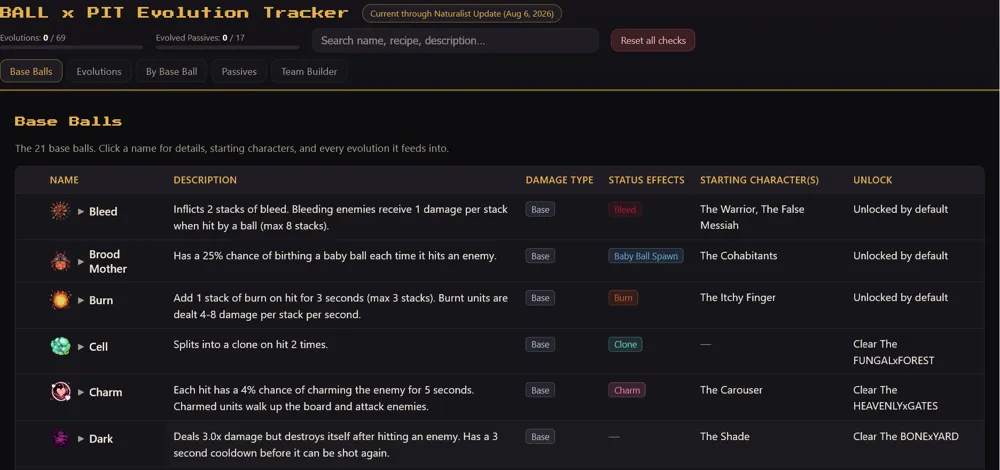 BALL x PIT Evolution Tracker
Current through Naturalist Update (Aug 6, 2026)
Evolutions: 0 / 69
Evolved Passives: 0 / 17
Search name, recipe, description...
Reset all checks
Base Balls
Evolutions
By Base Ball
Passives
Team Builder
Base Balls
The 21 base balls. Click a name for details, starting characters, and every evolution it feeds into.
NAME DESCRIPTION DAMAGE TYPE STATUS EFFECTS STARTING CHARACTER(S) UNLOCK
▶ Bleed
Inflicts 2 stacks of bleed. Bleeding enemies receive 1 damage per stack
when hit by a ball (max 8 stacks).
Base
Bleed
The Warrior, The False
Messiah
Unlocked by default
▶ Brood
Mother
Has a 25% chance of birthing a baby ball each time it hits an enemy.
Base
Baby Ball Spawn
The Cohabitants
Unlocked by default
▶ Burn
Add 1 stack of burn on hit for 3 seconds (max 3 stacks). Burnt units are
dealt 4-8 damage per stack per second.
Base
Burn
The Itchy Finger
Unlocked by default
▶ Cell
Splits into a clone on hit 2 times.
Base
Clone
—
Clear The
FUNGALxFOREST
▶ Charm
Each hit has a 4% chance of charming the enemy for 5 seconds.
Charmed units walk up the board and attack enemies.
Base
Charm
The Carouser
Clear The
HEAVENLYxGATES
▶ Dark
Deals 3.0x damage but destroys itself after hitting an enemy. Has a 3
second cooldown before it can be shot again.
Base
—
The Shade
Clear The BONExYARD